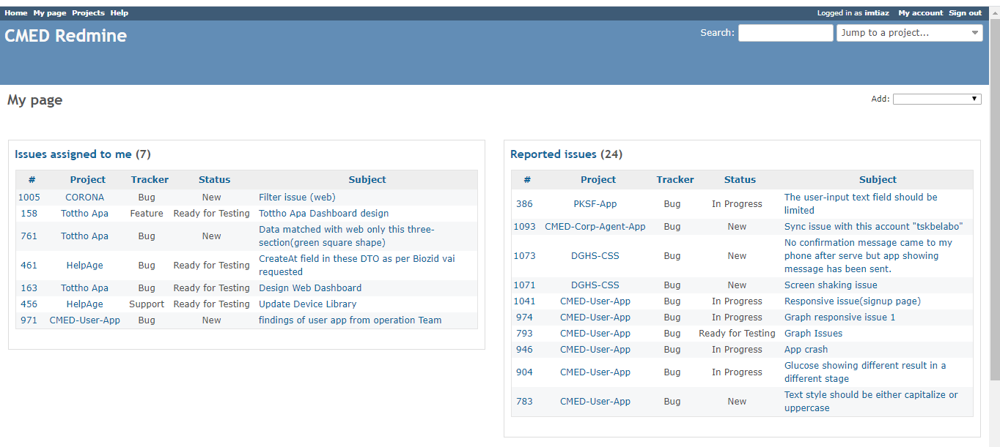 Home My page Projects Help
Logged in as imtiaz My account Sign out
CMED Redmine
Search: Jump to a project...
My page
Add:
Issues assigned to me (7)
# Project Tracker Status Subject
1005 CORONA Bug New Filter issue (web)
158 Tottho Apa Feature Ready for Testing Tottho Apa Dashboard design
761 Tottho Apa Bug New Data matched with web only this three-
section(green square shape)
461 HelpAge Bug Ready for Testing CreateAt field in these DTO as per Biozid vai
requested
163 Tottho Apa Bug Ready for Testing Design Web Dashboard
456 HelpAge Support Ready for Testing Update Device Library
971 CMED-User-App Bug New findings of user app from operation Team
Reported issues (24)
# Project Tracker Status Subject
386 PKSF-App Bug In Progress The user-input text field should be
limited
1093 CMED-Corp-Agent-App Bug New Sync issue with this account "tskbelabo"
1073 DGHS-CSS Bug New No confirmation message came to my
phone after serve but app showing
message has been sent.
1071 DGHS-CSS Bug New Screen shaking issue
1041 CMED-User-App Bug In Progress Responsive issue(signup page)
974 CMED-User-App Bug In Progress Graph responsive issue 1
793 CMED-User-App Bug Ready for Testing Graph Issues
946 CMED-User-App Bug In Progress App crash
904 CMED-User-App Bug In Progress Glucose showing different result in a
different stage
783 CMED-User-App Bug New Text style should be either capitalize or
uppercase